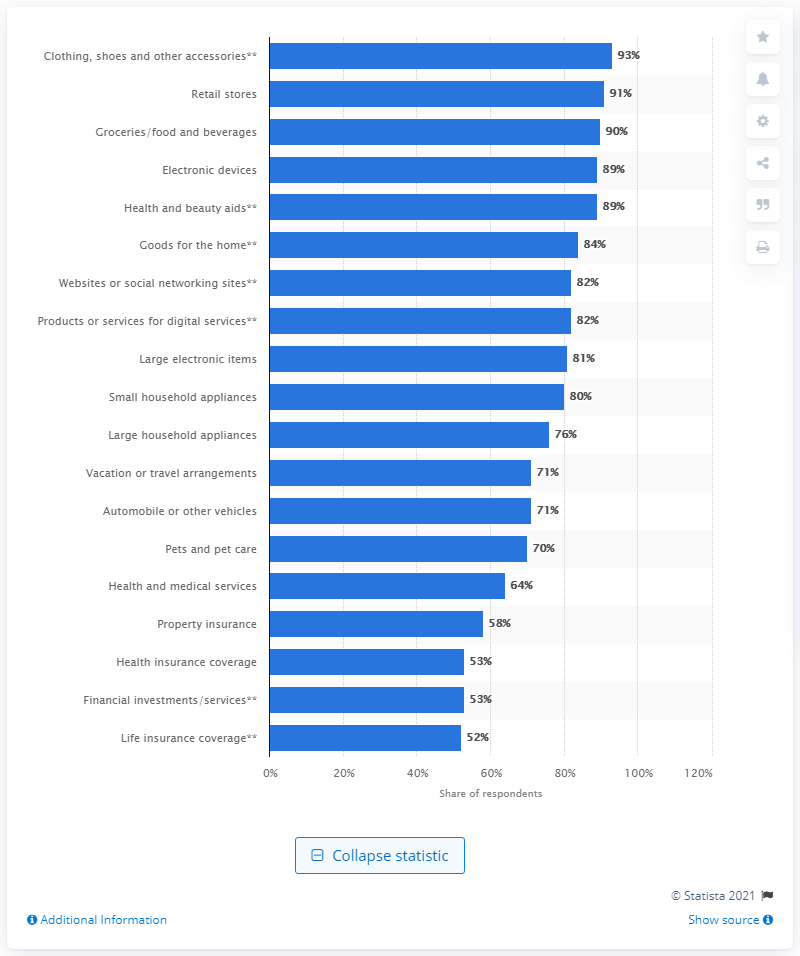 Clothing, shoes and other accessories** 93%
Retail stores 91%
Groceries/food and beverages 90%
Electronic devices 89%
Health and beauty aids** 89%
Goods for the home** 84%
Websites or social networking sites** 82%
Products or services for digital services** 82%
Large electronic items 81%
Small household appliances 80%
Large household appliances 76%
Vacation or travel arrangements 71%
Automobile or other vehicles 71%
Pets and pet care 70%
Health and medical services 64%
Property insurance 58%
Health insurance coverage 53%
Financial investments/services** 53%
Life insurance coverage** 52%
0% 20% 40% 60% 80% 100% 120%
Share of respondents
Collapse statistic
© Statista 2021
Additional Information Show source